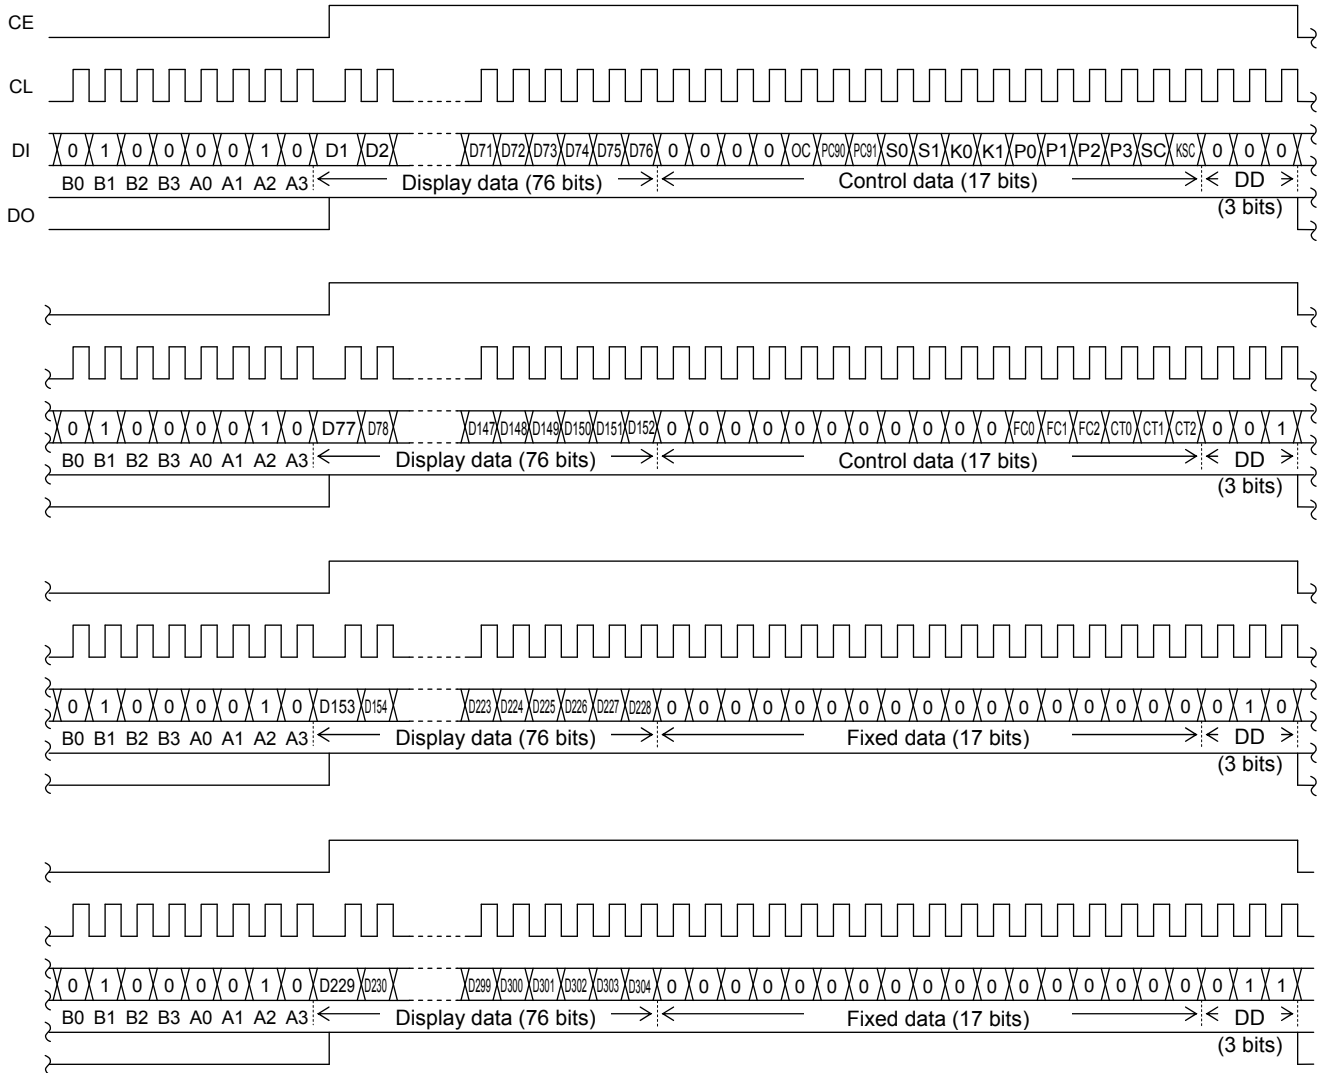 CE
CL
DI 0 1 0 0 0 0 1 0 D1 D2 D71 D72 D73 D74 D75 D76 0 0 0 0 OC PC90 PC91 S0 S1 K0 K1 P0 P1 P2 P3 SC KSC 0 0 0
B0 B1 B2 B3 A0 A1 A2 A3 Display data (76 bits) Control data (17 bits) DD
(3 bits)
DO
0 1 0 0 0 0 1 0 D77 D78 D147 D148 D149 D150 D151 D152 0 0 0 0 0 0 0 0 0 0 0 FC0 FC1 FC2 CT0 CT1 CT2 0 0 1
B0 B1 B2 B3 A0 A1 A2 A3 Display data (76 bits) Control data (17 bits) DD
(3 bits)
0 1 0 0 0 0 1 0 D153 D154 D223 D224 D225 D226 D227 D228 0 0 0 0 0 0 0 0 0 0 0 0 0 0 0 0 0 0 1 0
B0 B1 B2 B3 A0 A1 A2 A3 Display data (76 bits) Fixed data (17 bits) DD
(3 bits)
0 1 0 0 0 0 1 0 D229 D230 D299 D300 D301 D302 D303 D304 0 0 0 0 0 0 0 0 0 0 0 0 0 0 0 0 0 0 1 1
B0 B1 B2 B3 A0 A1 A2 A3 Display data (76 bits) Fixed data (17 bits) DD
(3 bits)